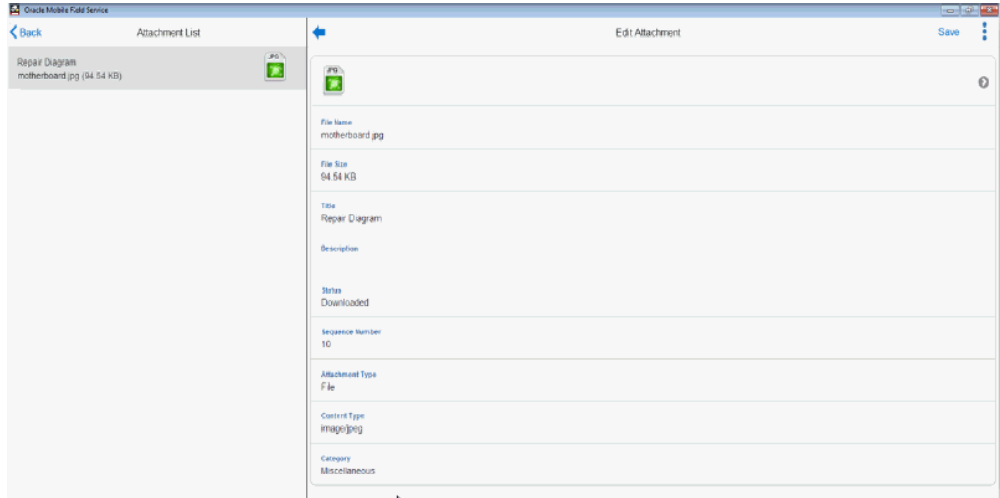 Oracle Mobile Field Service
Back
Attachment List
Edit Attachment
Save
Repair Diagram
motherboard.jpg (94.54 KB)
JPG
JPG
File Name
motherboard.jpg
File Size
94.54 KB
Title
Repair Diagram
Description
Status
Downloaded
Sequence Number
10
Attachment Type
File
Content Type
image/jpeg
Category
Miscellaneous